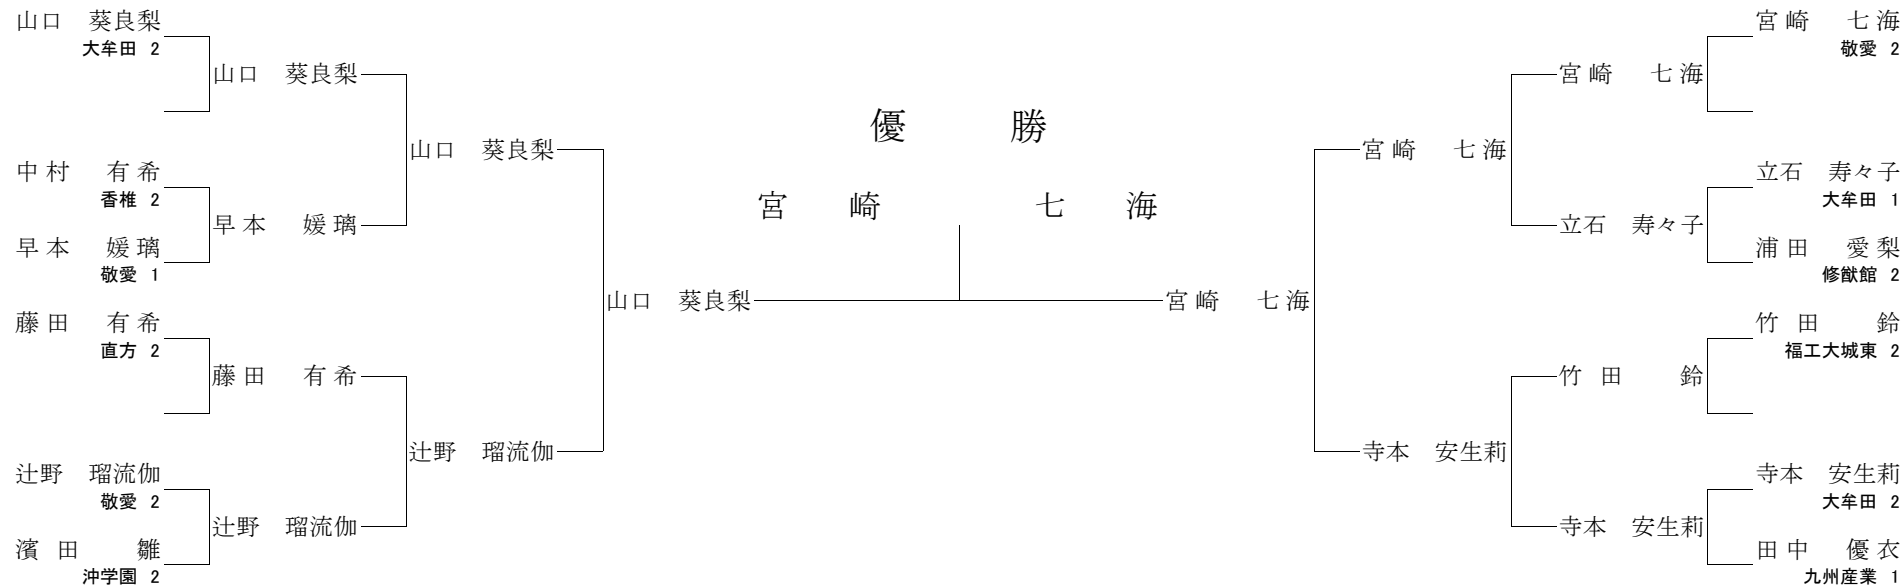 山口 葵良梨
大牟田 2
山口 葵良梨
中村 有希
香椎 2
山口 葵良梨
早本 媛璃
早本 媛璃
敬愛 1
山口 葵良梨
藤田 有希
直方 2
藤田 有希
辻野 瑠流伽
辻野 瑠流伽
敬愛 2
辻野 瑠流伽
濱田 雛
沖学園 2
優勝
宮崎 七海
宮崎 七海
敬愛 2
宮崎 七海
宮崎 七海
立石 寿々子
大牟田 1
立石 寿々子
浦田 愛梨
修猷館 2
宮崎 七海
竹田 鈴
福工大城東 2
竹田 鈴
寺本 安生莉
寺本 安生莉
大牟田 2
寺本 安生莉
田中 優衣
九州産業 1